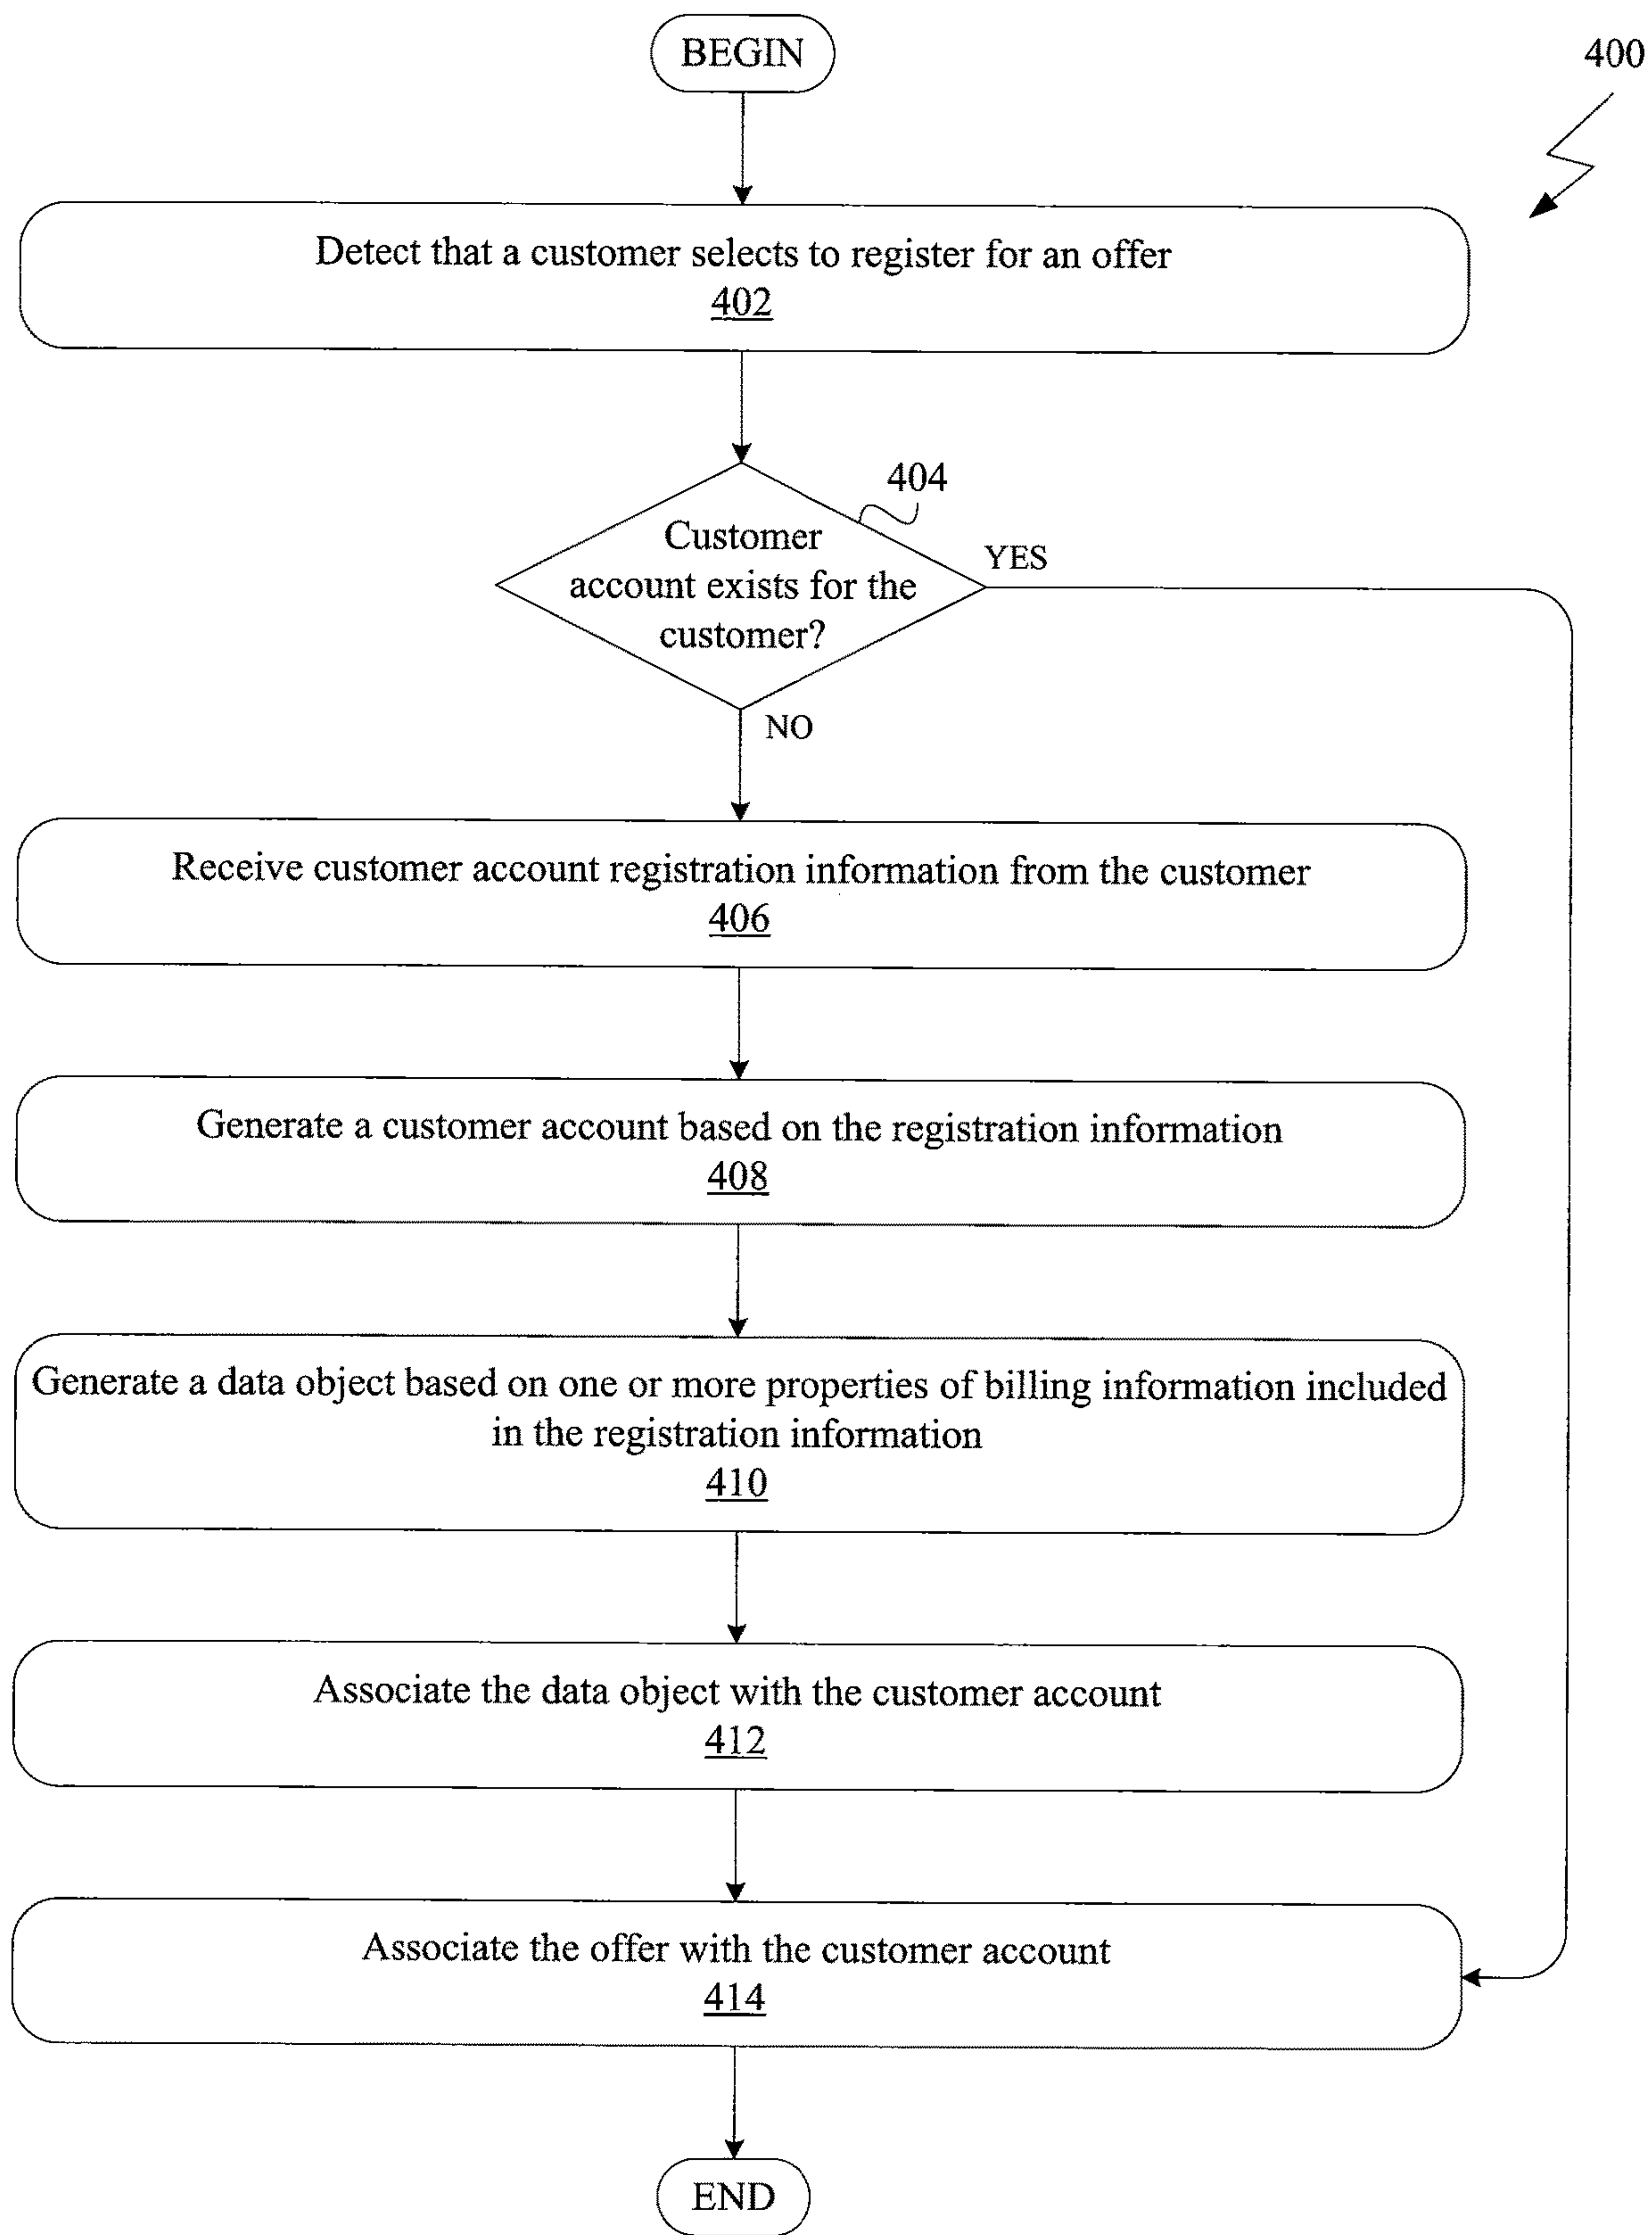 BEGIN
400
Detect that a customer selects to register for an offer
402
404
Customer
account exists for the
customer?
YES
NO
Receive customer account registration information from the customer
406
Generate a customer account based on the registration information
408
Generate a data object based on one or more properties of billing information included
in the registration information
410
Associate the data object with the customer account
412
Associate the offer with the customer account
414
END